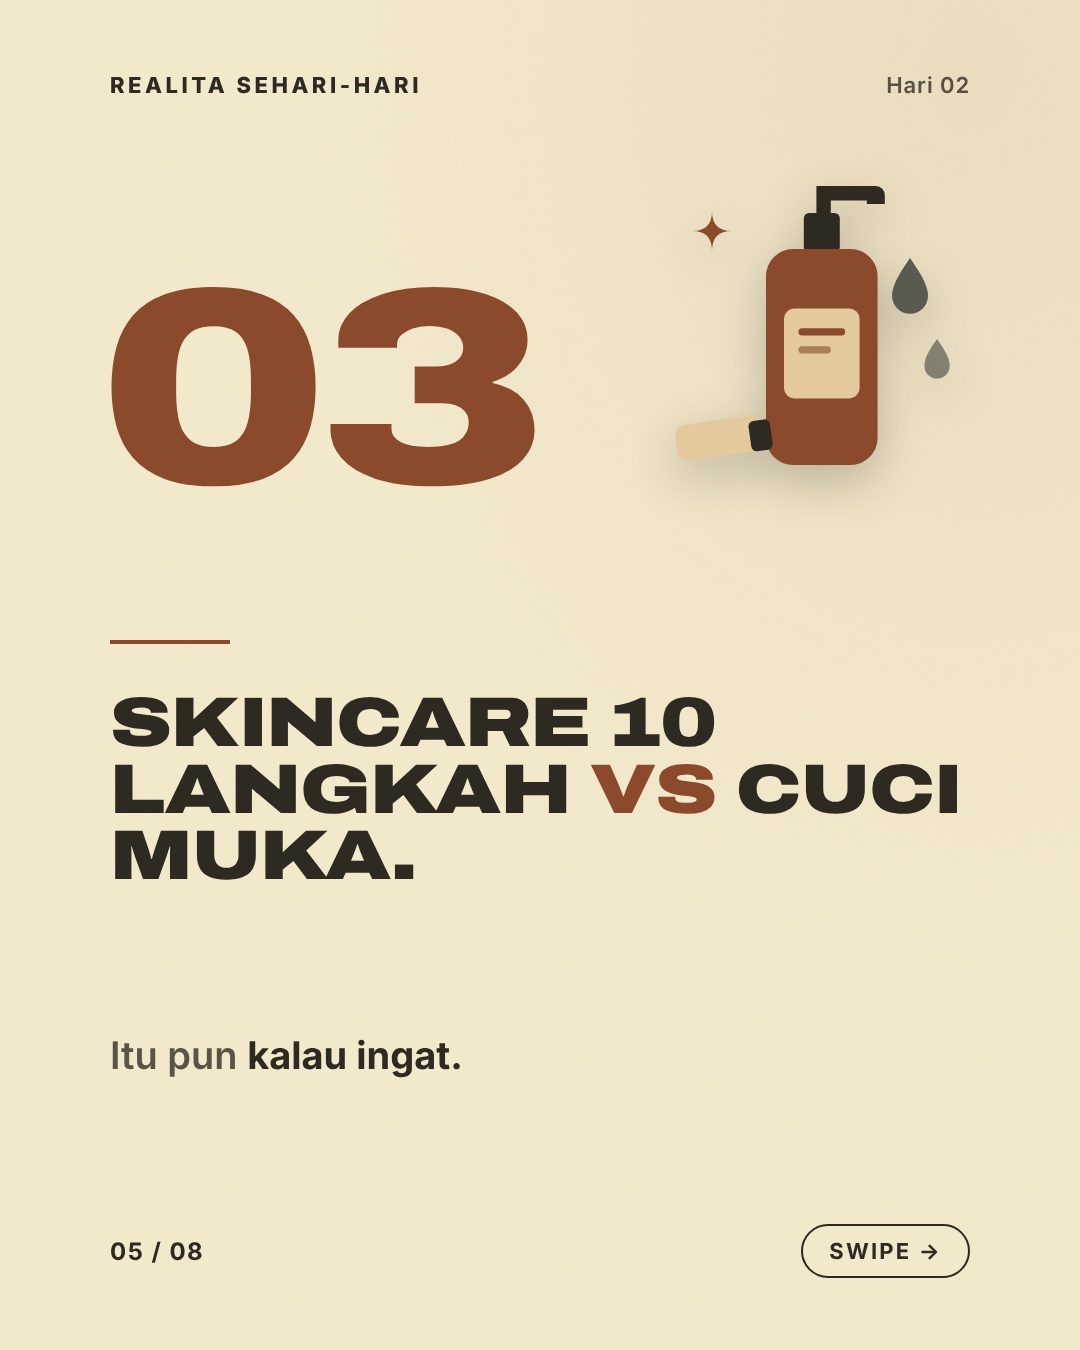 REALITA SEHARI-HARI
Hari 02
03
SKINCARE 10
LANGKAH VS CUCI
MUKA.
Itu pun kalau ingat.
05 / 08
SWIPE →